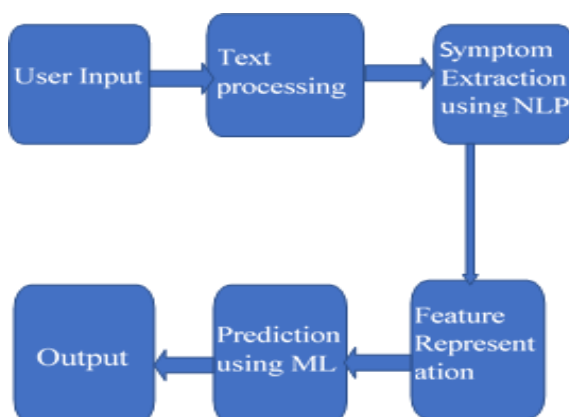 User Input
Text
processing
Symptom
Extraction
using NLP
Feature
Represent
ation
Prediction
using ML
Output